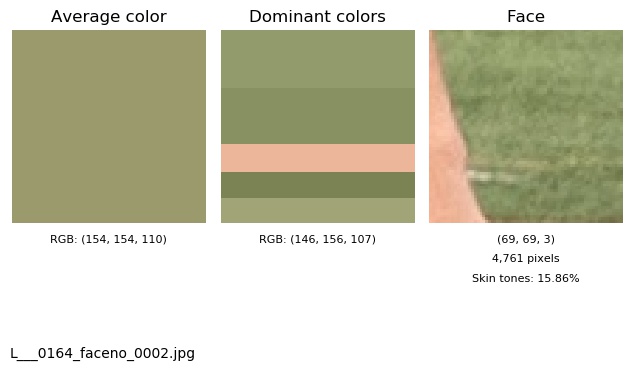 Average color
Dominant colors
Face
RGB: (154, 154, 110)
RGB: (146, 156, 107)
(69, 69, 3)
4,761 pixels
Skin tones: 15.86%
L___0164_faceno_0002.jpg